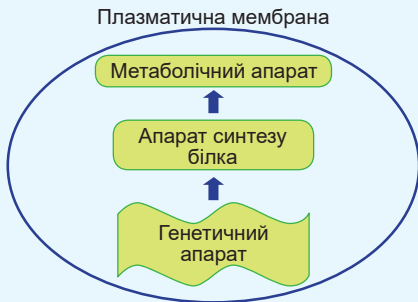 Плазматична мембрана
Метаболічний апарат
Апарат синтезу
білка
Генетичний
апарат